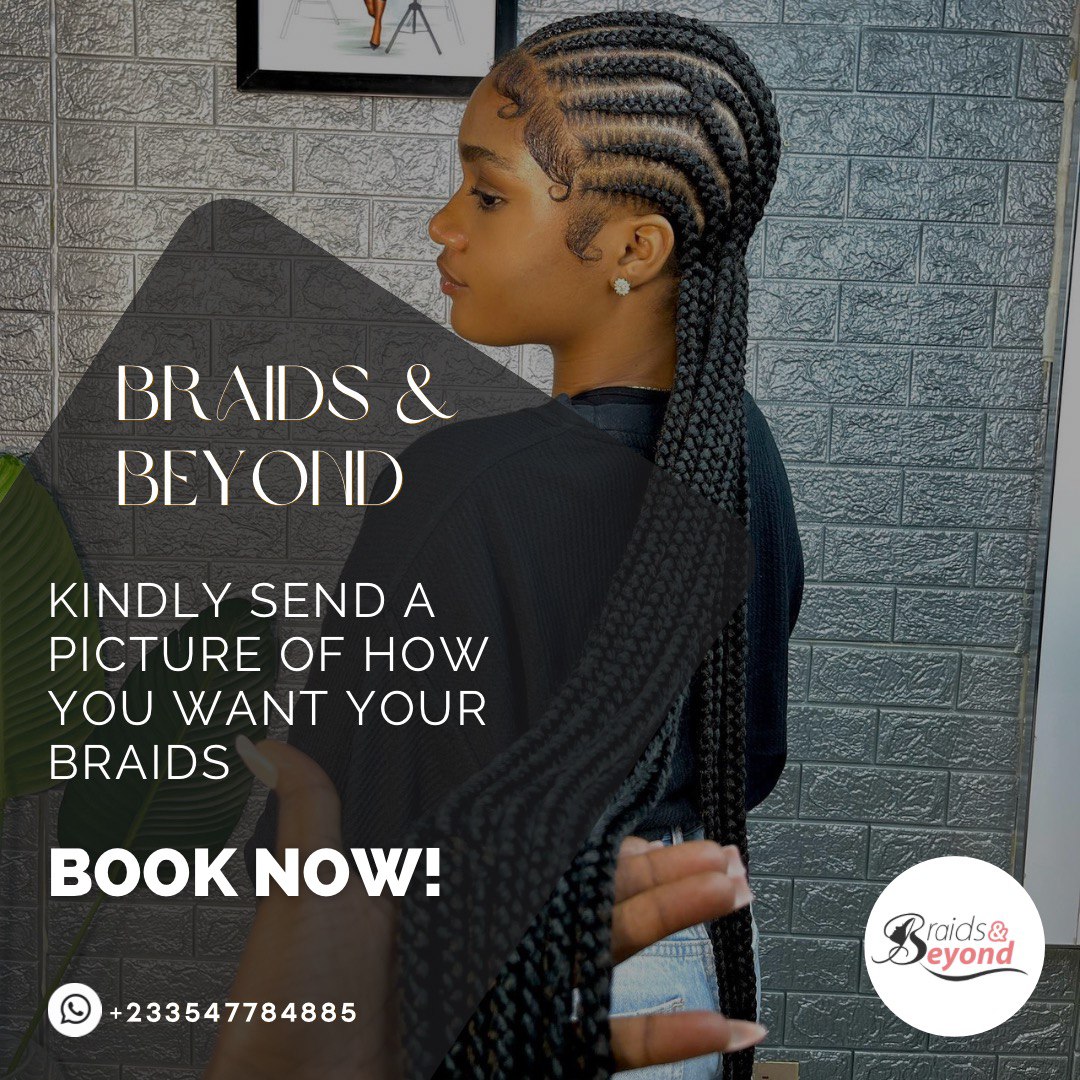 BRAIDS &
BEYOND
KINDLY SEND A
PICTURE OF HOW
YOU WANT YOUR
BRAIDS
BOOK NOW!
+233547784885
Braids&
Beyond